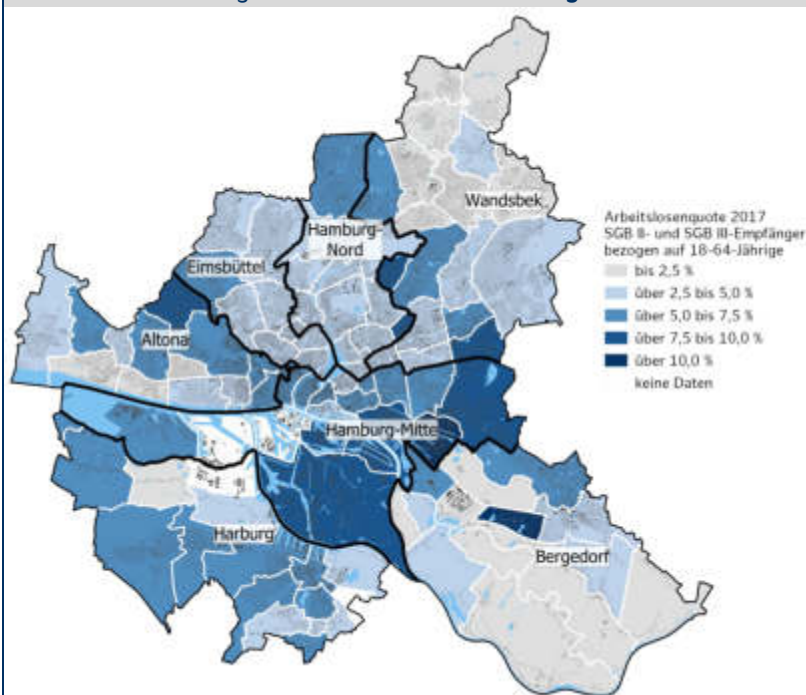 Wandsbek
Hamburg-
Nord
Eimsbüttel
Altona
Hamburg-Mitte
Harburg
Bergedorf
Arbeitslosenquote 2017
SGB II- und SGB III-Empfänger
bezogen auf 18-64-Jährige
bis 2,5 %
über 2,5 bis 5,0 %
über 5,0 bis 7,5 %
über 7,5 bis 10,0 %
über 10,0 %
keine Daten